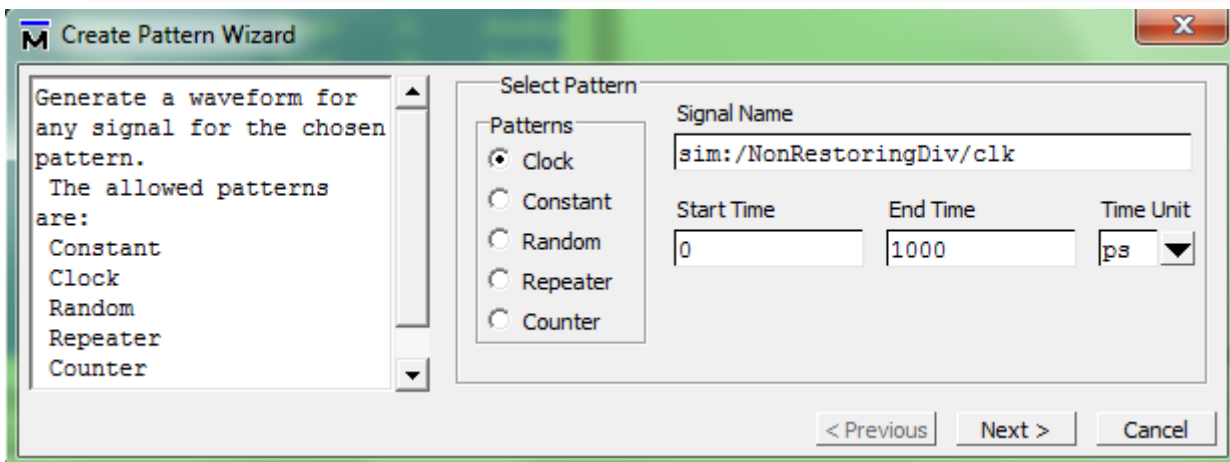 Create Pattern Wizard
Generate a waveform for
any signal for the chosen
pattern.
The allowed patterns
are:
Constant
Clock
Random
Repeater
Counter
Select Pattern
Patterns
Clock
Constant
Random
Repeater
Counter
Signal Name
sim:/NonRestoringDiv/clk
Start Time
End Time
Time Unit
0
1000
ps
< Previous
Next >
Cancel